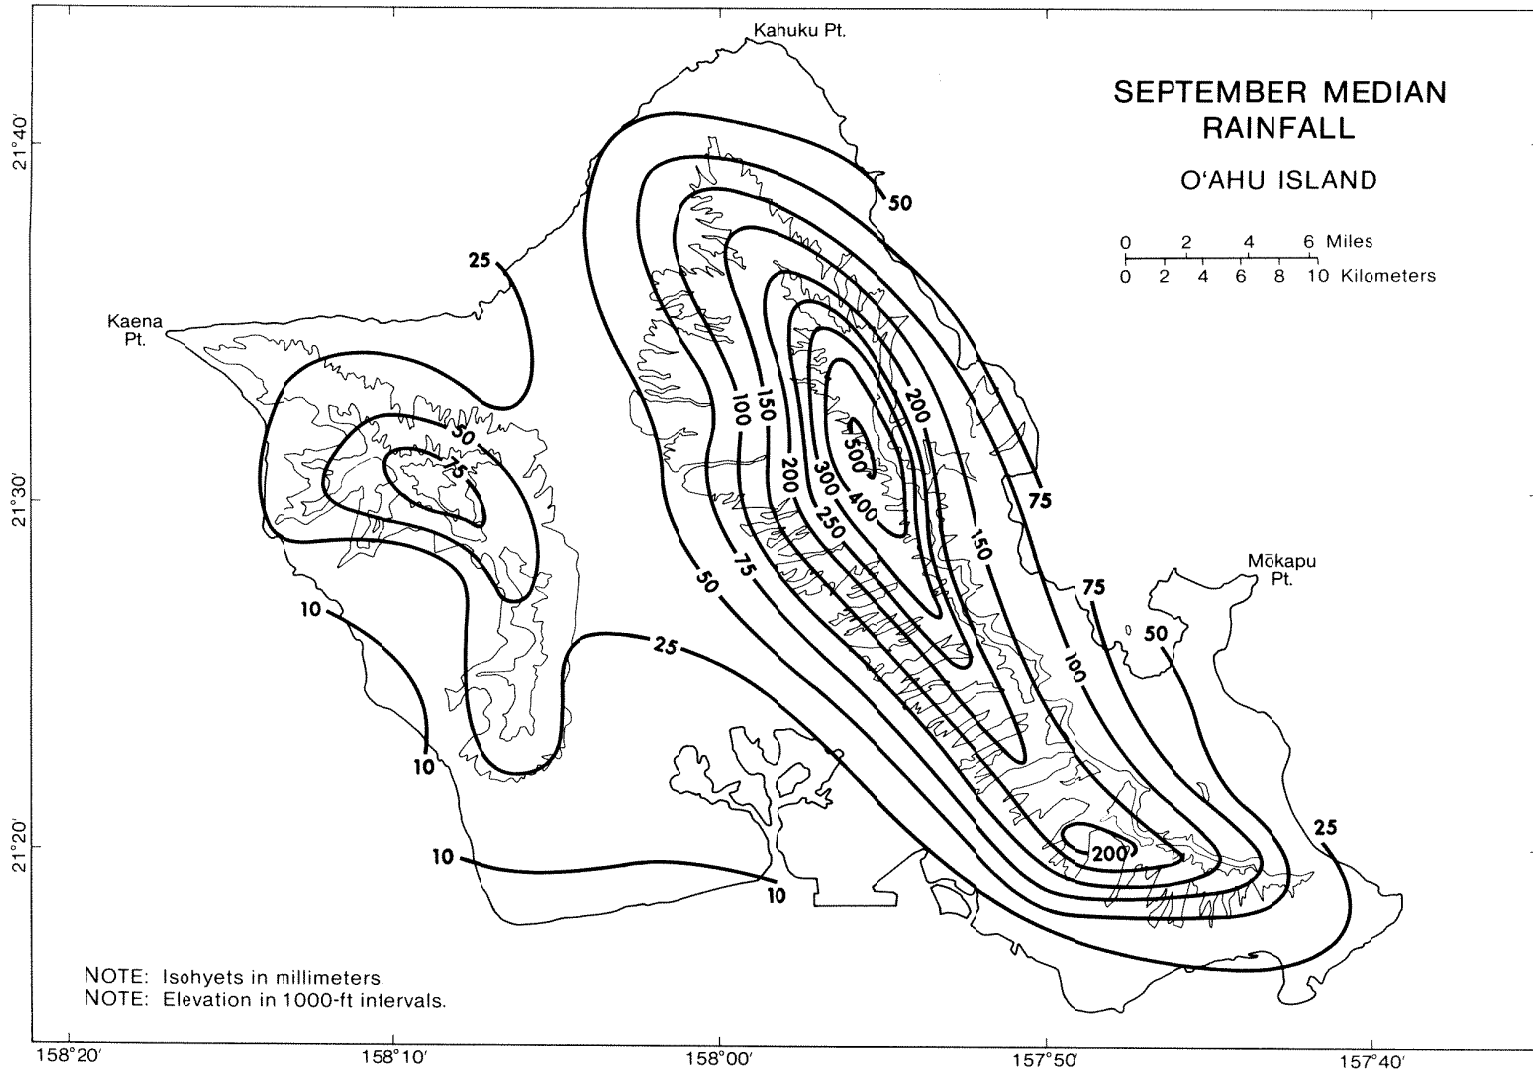 Kahuku Pt.
SEPTEMBER MEDIAN
RAINFALL
O'AHU ISLAND
0 2 4 6 Miles
0 2 4 6 8 10 Kilometers
21°40'
50
25
Kaena
Pt.
200
150
100
50
75
500
200
300
400
250
75
21°30'
150
75
50
Mōkapu
Pt.
75
10
50
25
100
10
21°20'
10
200
25
10
NOTE: Isohyets in millimeters
NOTE: Elevation in 1000-ft intervals.
158°20' 158°10' 158°00' 157°50' 157°40'